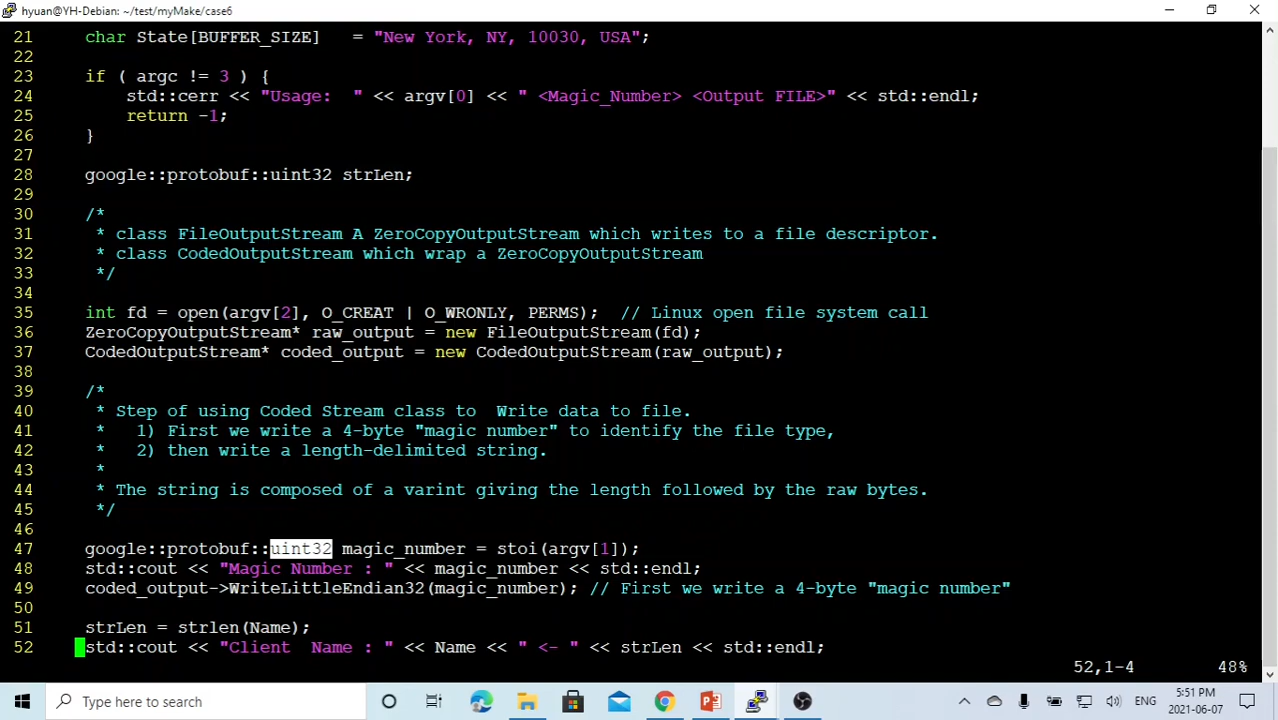 hyuan@YH-Debian: ~/test/myMake/case6
21     char State[BUFFER_SIZE]   = "New York, NY, 10030, USA";
22
23     if ( argc != 3 ) {
24         std::cerr << "Usage:  " << argv[0] << " <Magic_Number> <Output FILE>" << std::endl;
25         return -1;
26     }
27
28     google::protobuf::uint32 strLen;
29
30     /*
31      * class FileOutputStream A ZeroCopyOutputStream which writes to a file descriptor.
32      * class CodedOutputStream which wrap a ZeroCopyOutputStream
33      */
34
35     int fd = open(argv[2], O_CREAT | O_WRONLY, PERMS);  // Linux open file system call
36     ZeroCopyOutputStream* raw_output = new FileOutputStream(fd);
37     CodedOutputStream* coded_output = new CodedOutputStream(raw_output);
38
39     /*
40      * Step of using Coded Stream class to  Write data to file.
41      *   1) First we write a 4-byte "magic number" to identify the file type,
42      *   2) then write a length-delimited string.
43      *
44      * The string is composed of a varint giving the length followed by the raw bytes.
45      */
46
47     google::protobuf::uint32 magic_number = stoi(argv[1]);
48     std::cout << "Magic Number : " << magic_number << std::endl;
49     coded_output->WriteLittleEndian32(magic_number); // First we write a 4-byte "magic number"
50
51     strLen = strlen(Name);
52     std::cout << "Client  Name : " << Name << " <- " << strLen << std::endl;
52,1-4 48%
Type here to search
ENG
5:51 PM
2021-06-07